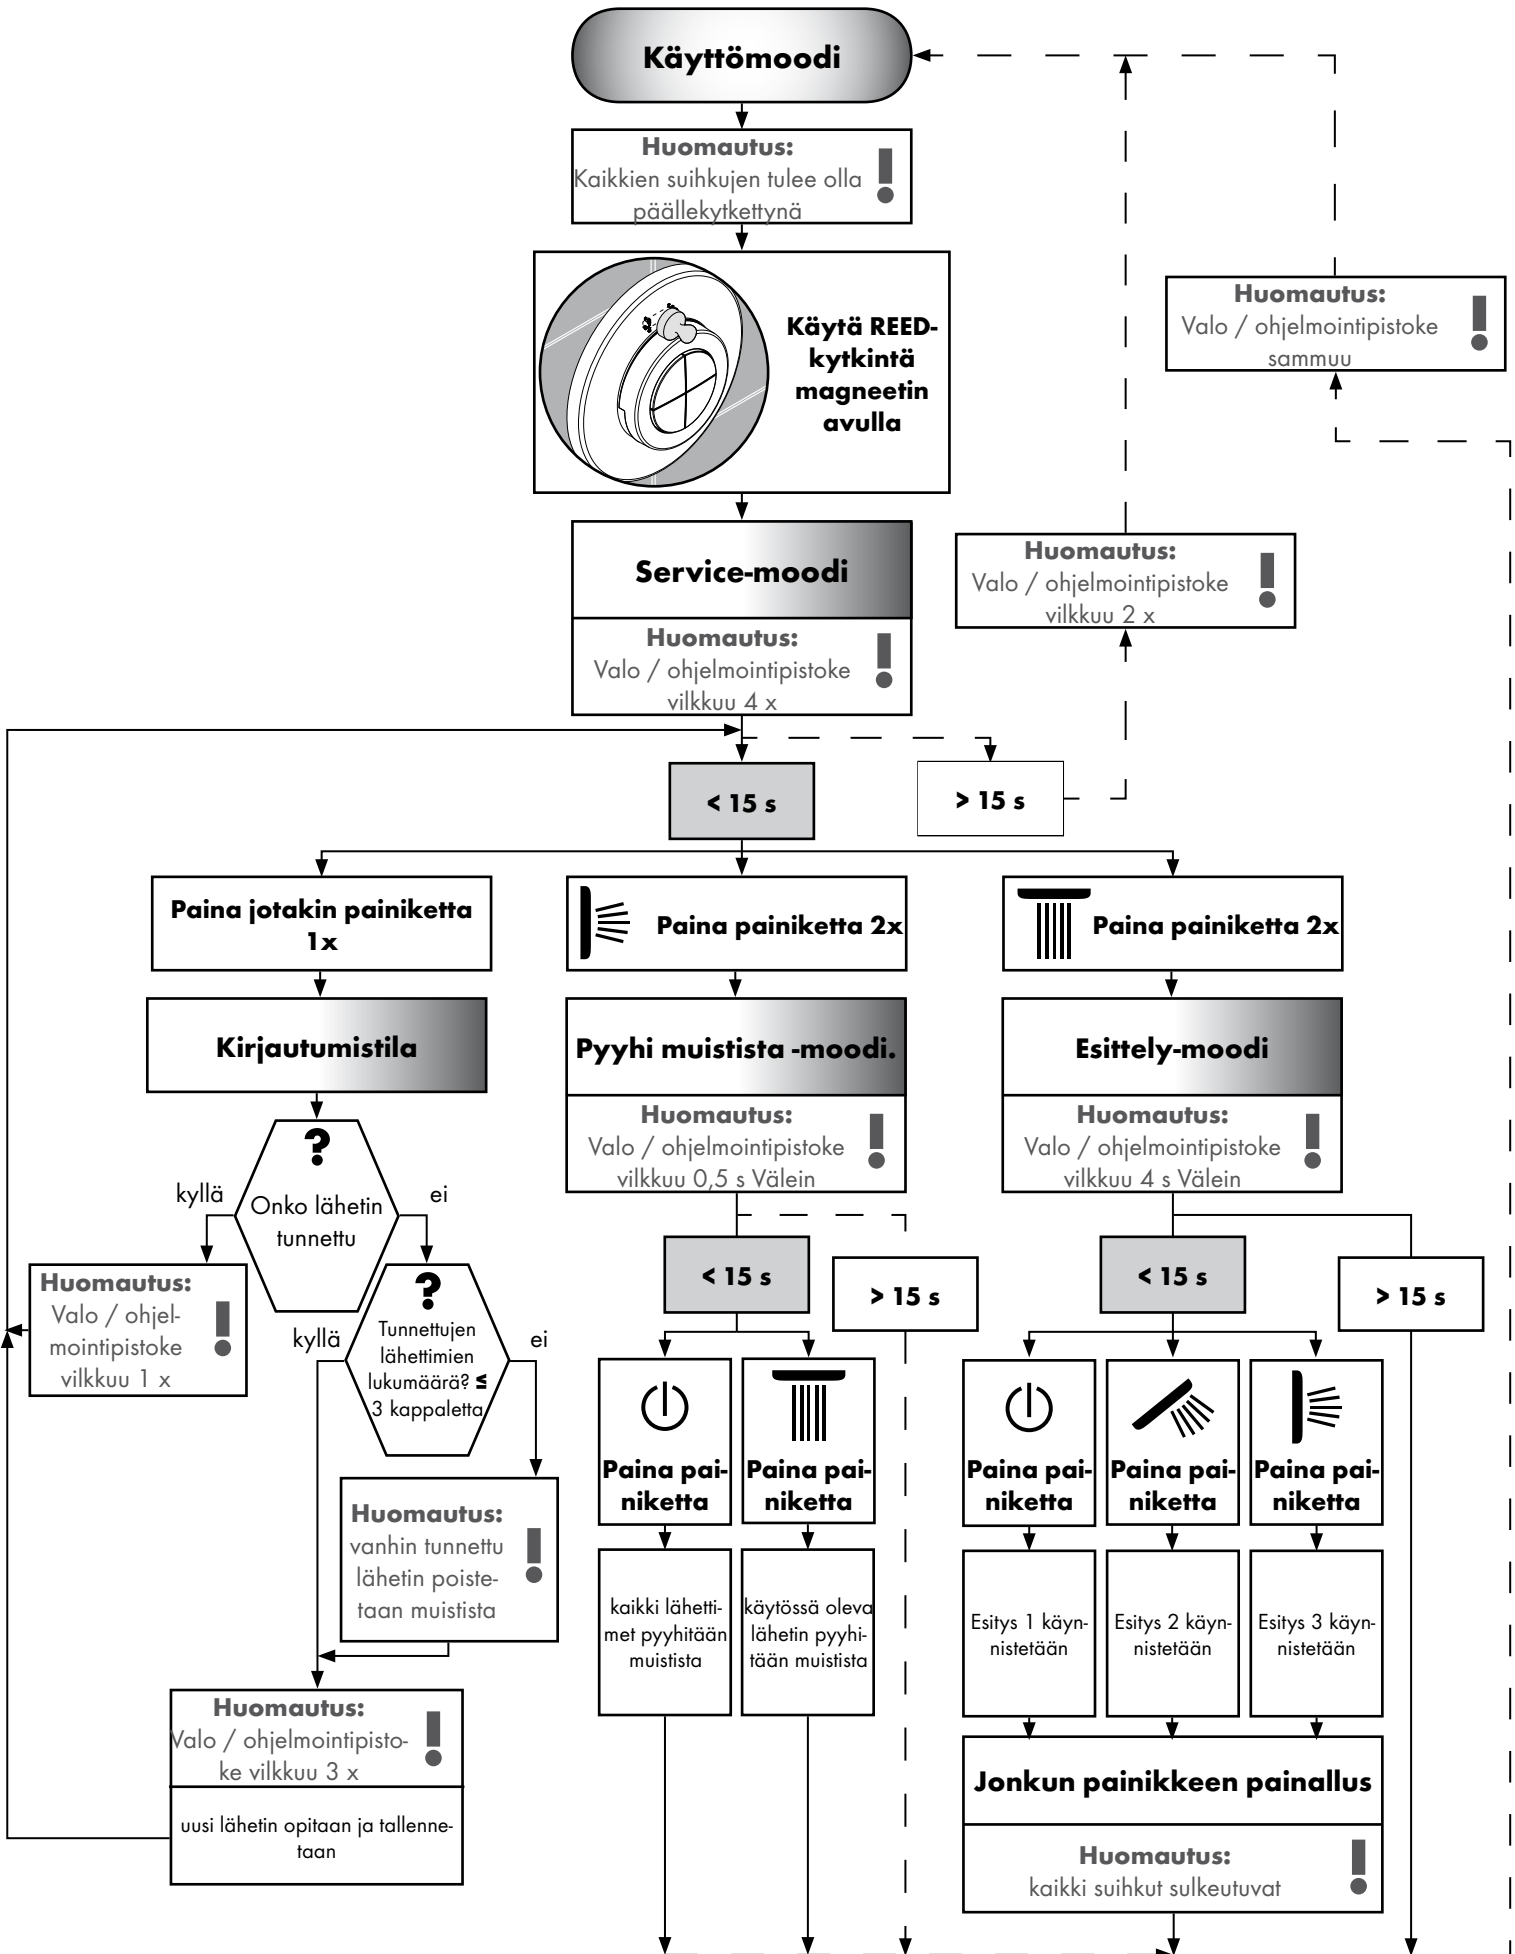 Käyttömoodi
Huomautus:
Kaikkien suihkujen tulee olla
päällekytkettynä
Käytä REED-
kytkintä
magneetin
avulla
Huomautus:
Valo / ohjelmointipistoke
sammuu
Service-moodi
Huomautus:
Valo / ohjelmointipistoke
vilkkuu 4 x
Huomautus:
Valo / ohjelmointipistoke
vilkkuu 2 x
< 15 s
> 15 s
Paina jotakin painiketta
1x
Paina painiketta 2x
Paina painiketta 2x
Kirjautumistila
Pyyhi muistista -moodi.
Huomautus:
Valo / ohjelmointipistoke
vilkkuu 0,5 s Välein
Esittely-moodi
Huomautus:
Valo / ohjelmointipistoke
vilkkuu 4 s Välein
?
Onko lähetin
tunnettu
kyllä
ei
Huomautus:
Valo / ohjel-
mointipistoke
vilkkuu 1 x
?
Tunnettujen
lähettimien
lukumäärä? ≤
3 kappaletta
kyllä
ei
Huomautus:
vanhin tunnettu
lähetin poiste-
taan muistista
Huomautus:
Valo / ohjelmointipisto-
ke vilkkuu 3 x
uusi lähetin opitaan ja tallenne-
taan
< 15 s
> 15 s
Paina pai-
niketta
Paina pai-
niketta
kaikki lähetti-
met pyyhitään
muistista
käytössä oleva
lähetin pyyhi-
tään muistista
< 15 s
> 15 s
Paina pai-
niketta
Paina pai-
niketta
Paina pai-
niketta
Esitys 1 käyn-
nistetään
Esitys 2 käyn-
nistetään
Esitys 3 käyn-
nistetään
Jonkun painikkeen painallus
Huomautus:
kaikki suihkut sulkeutuvat